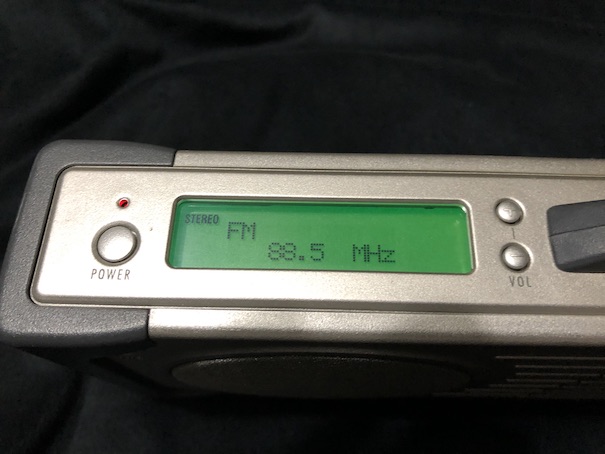 STEREO
FM
88.5 MHz
POWER
+
−
VOL